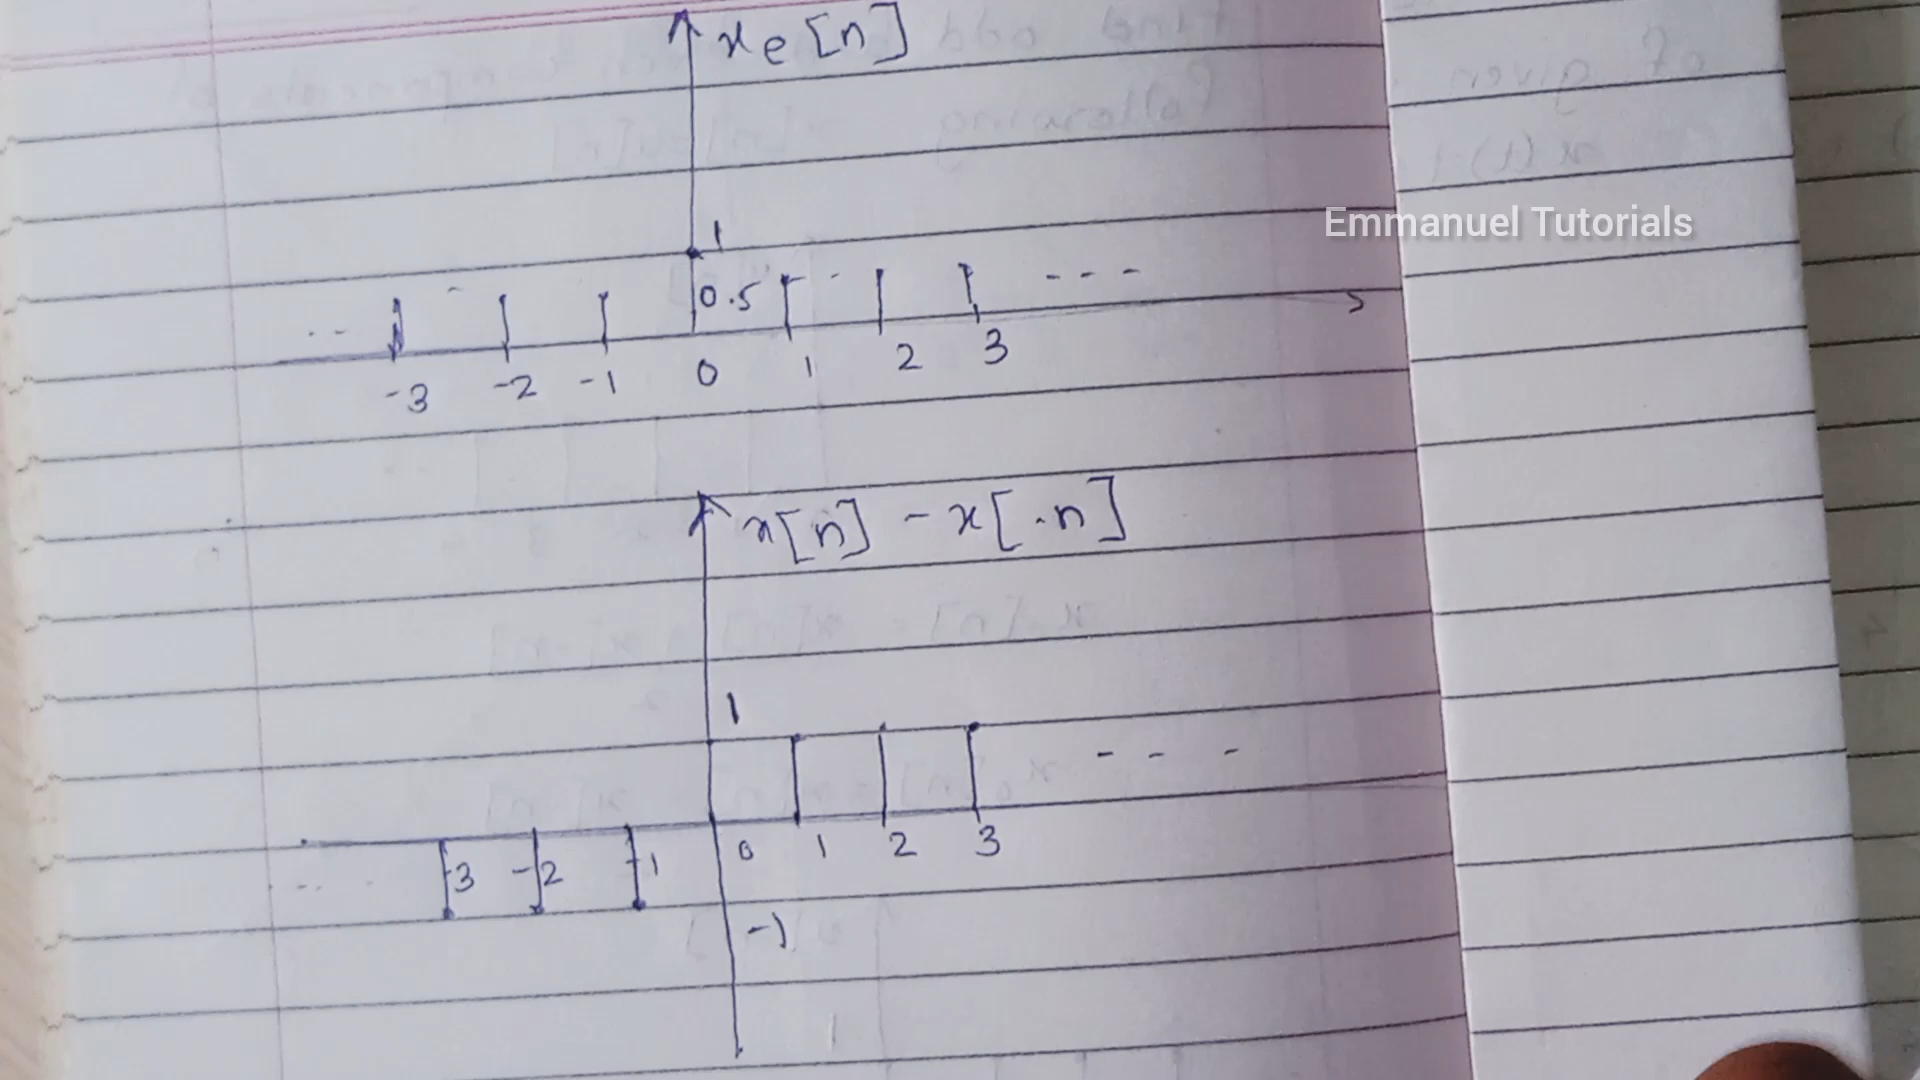 xe[n]
Emmanuel Tutorials
1
0.5
-3 -2 -1 0 1 2 3
x[n] - x[-n]
1
-3 -2 -1 0 1 2 3
-1